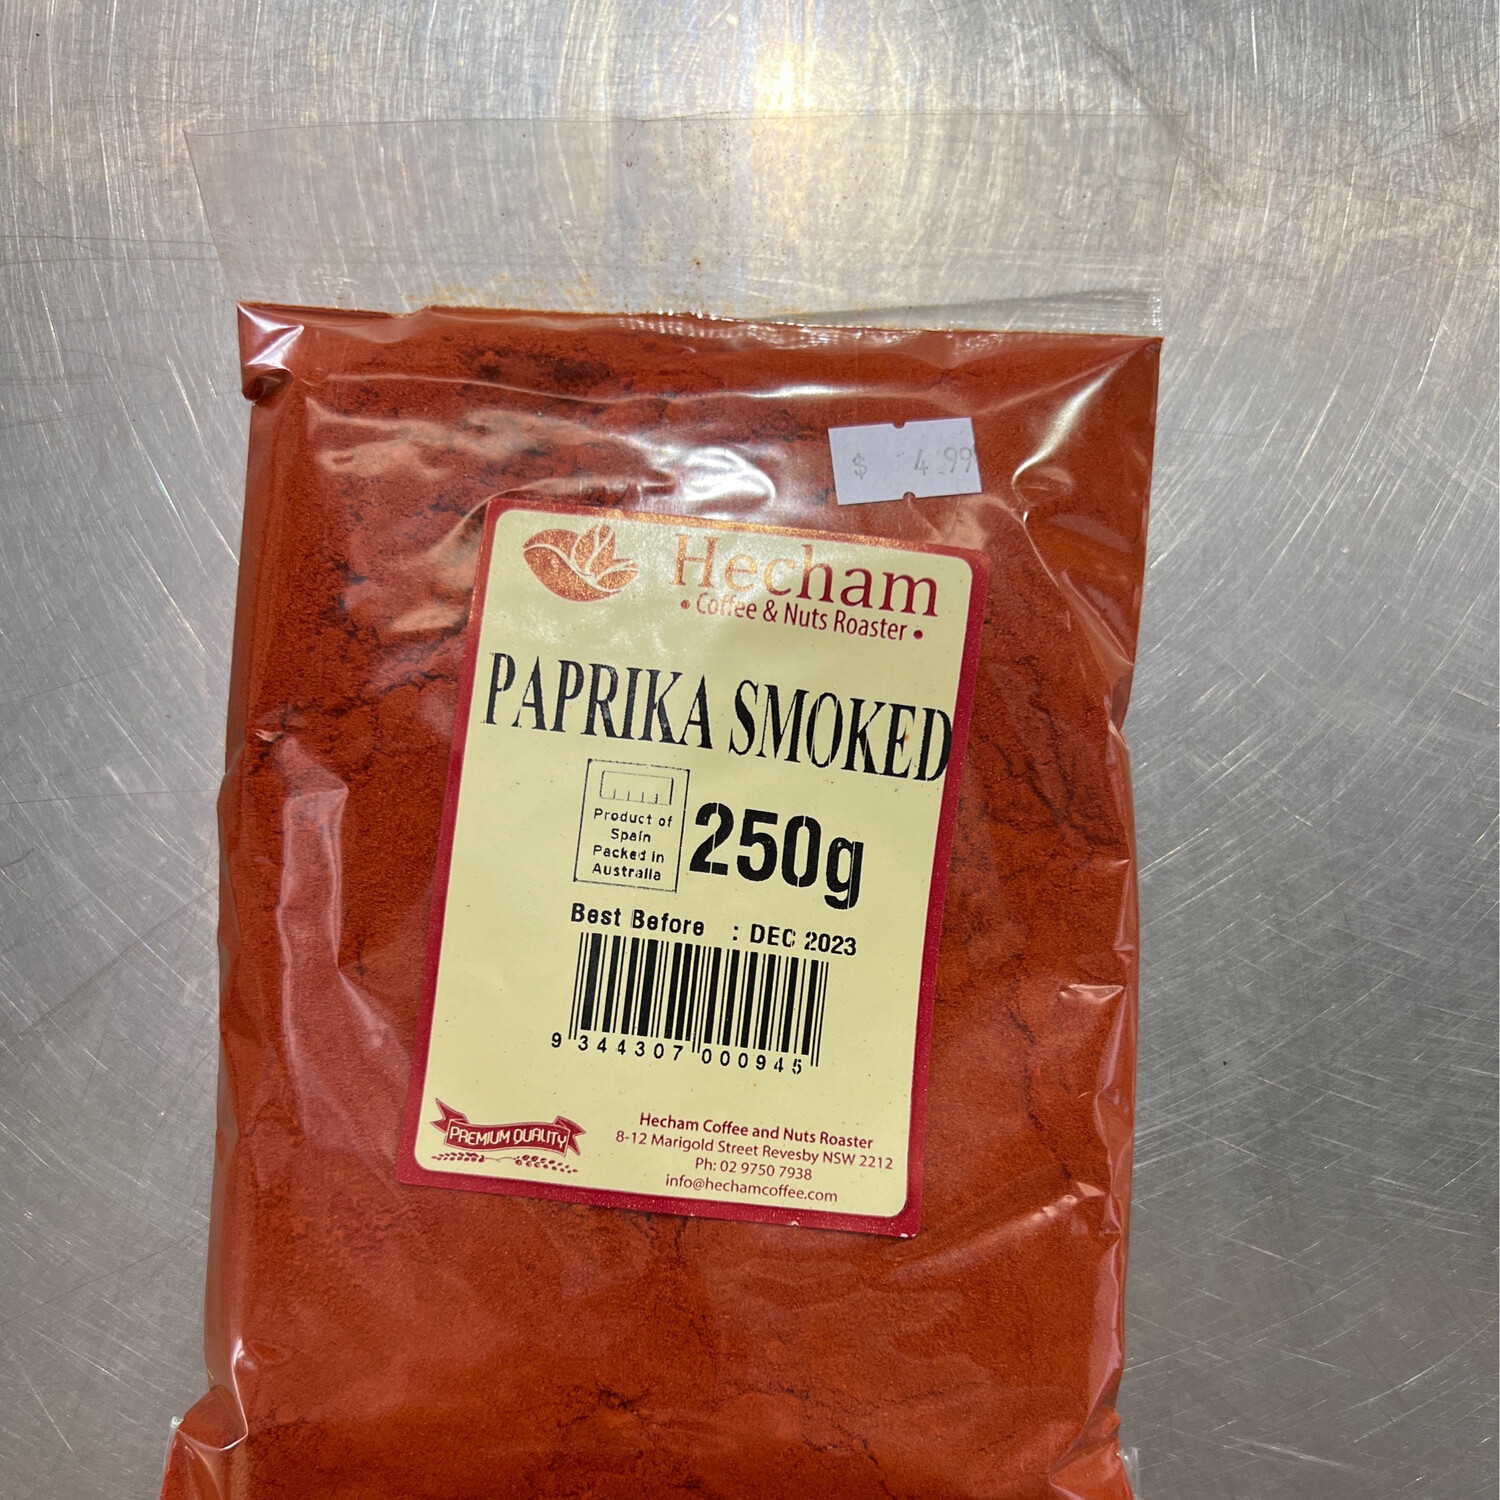 $ 4.99
Hecham
• Coffee & Nuts Roaster •
PAPRIKA SMOKED
Product of
Spain
Packed in
Australia
250g
Best Before : DEC 2023
9 344307 000945
PREMIUM QUALITY
Hecham Coffee and Nuts Roaster
8-12 Marigold Street Revesby NSW 2212
Ph: 02 9750 7938
info@hechamcoffee.com